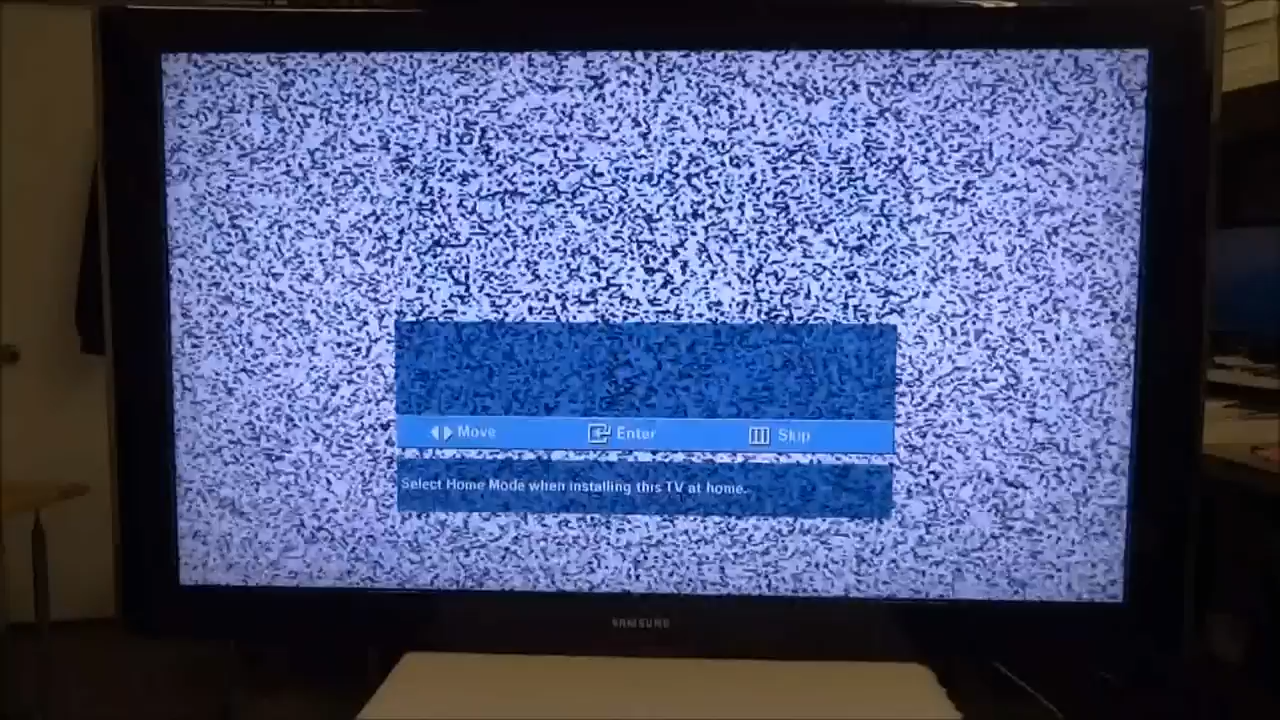 Move Enter Skip
Select Home Mode when installing this TV at home.
SAMSUNG